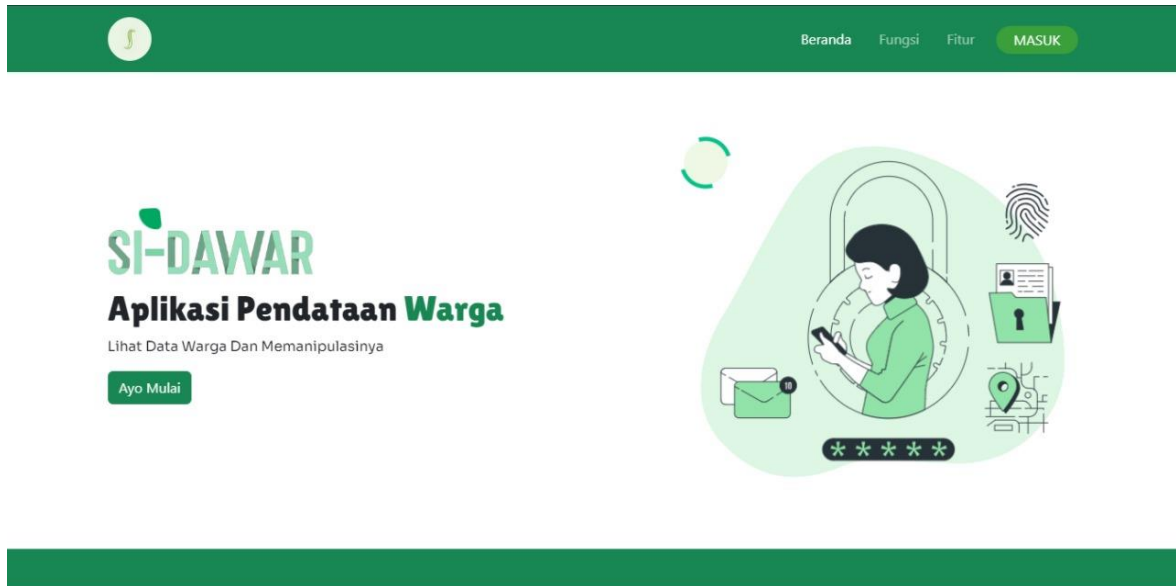 Beranda Fungsi Fitur MASUK
SI-DAWAR
Aplikasi Pendataan Warga
Lihat Data Warga Dan Memanipulasinya
Ayo Mulai
10
*****